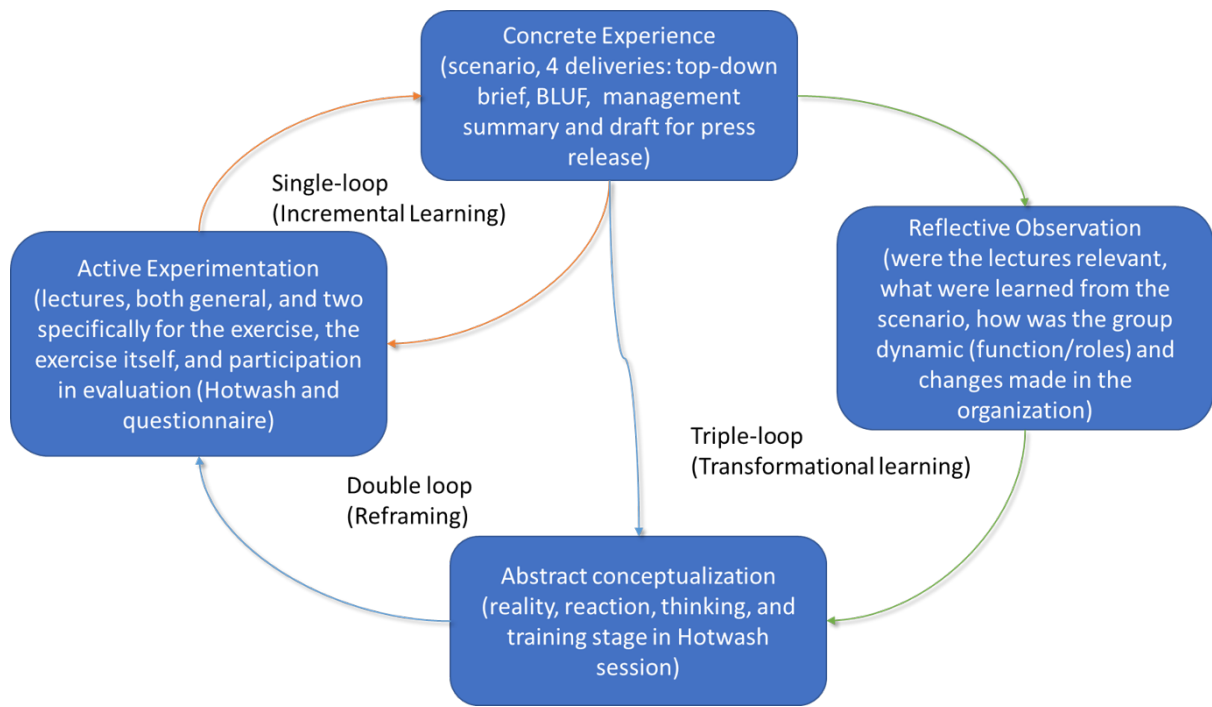 Concrete Experience
(scenario, 4 deliveries: top-down
brief, BLUF, management
summary and draft for press
release)
Single-loop
(Incremental Learning)
Reflective Observation
(were the lectures relevant,
what were learned from the
scenario, how was the group
dynamic (function/roles) and
changes made in the
organization)
Active Experimentation
(lectures, both general, and two
specifically for the exercise, the
exercise itself, and participation
in evaluation (Hotwash and
questionnaire)
Triple-loop
(Transformational learning)
Double loop
(Reframing)
Abstract conceptualization
(reality, reaction, thinking, and
training stage in Hotwash
session)